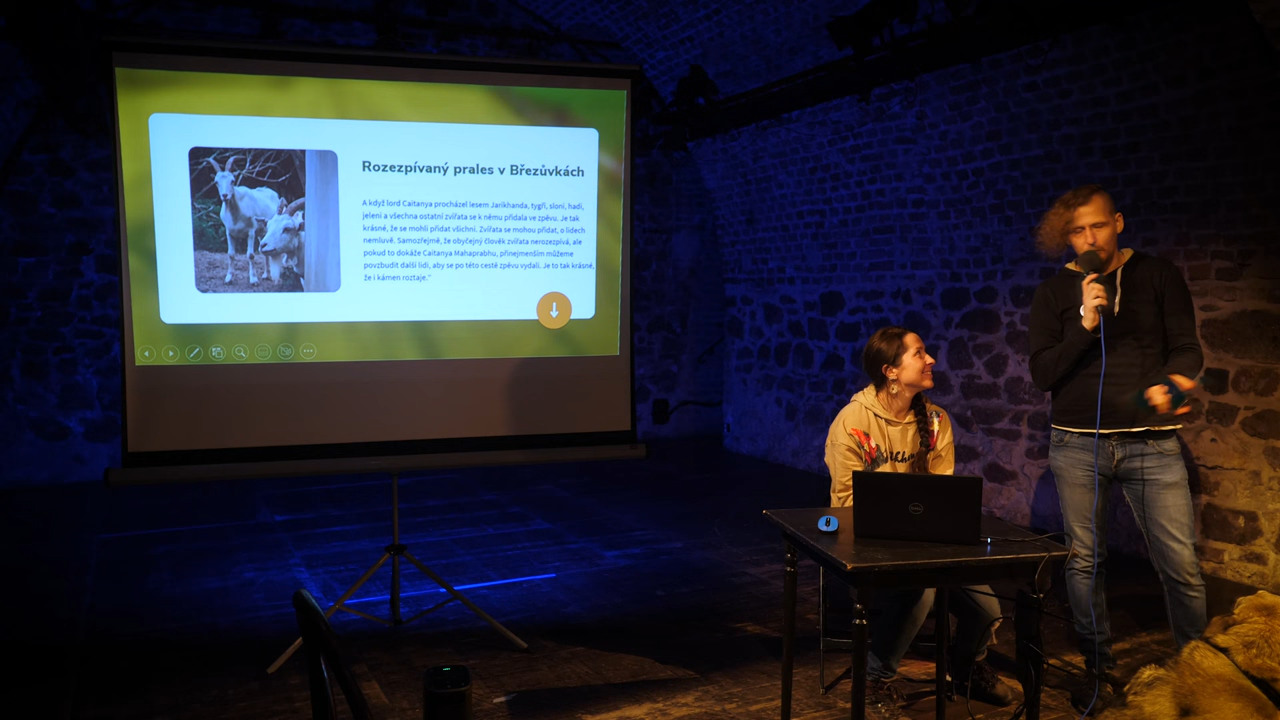 Rozezpívaný prales v Březůvkách
A když lord Caitanya procházel lesem Jarikhanda, tygři, sloni, hadi,
jeleni a všechna ostatní zvířata se k němu přidala ve zpěvu. Je tak
krásné, že se mohli přidat všichni. Zvířata se mohou přidat, o lidech
nemluvě. Samozřejmě, že obyčejný člověk zvířata nerozezpívá, ale
pokud to dokáže Caitanya Mahaprabhu, přinejmenším můžeme
povzbudit další lidi, aby se po této cestě zpěvu vydali. Je to tak krásné,
že i kámen roztaje."
DELL